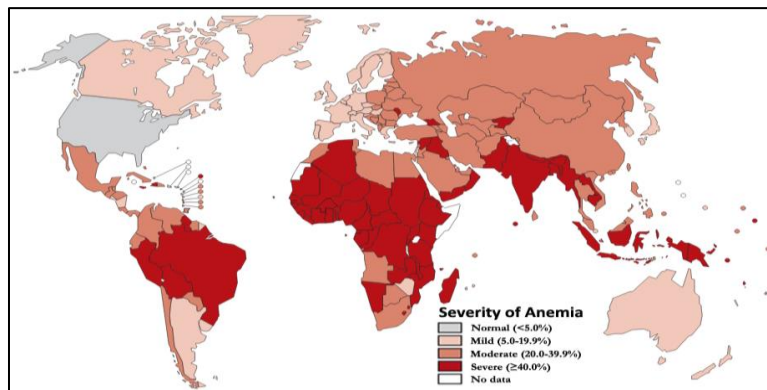 Severity of Anemia
Normal (<5.0%)
Mild (5.0-19.9%)
Moderate (20.0-39.9%)
Severe (≥40.0%)
No data